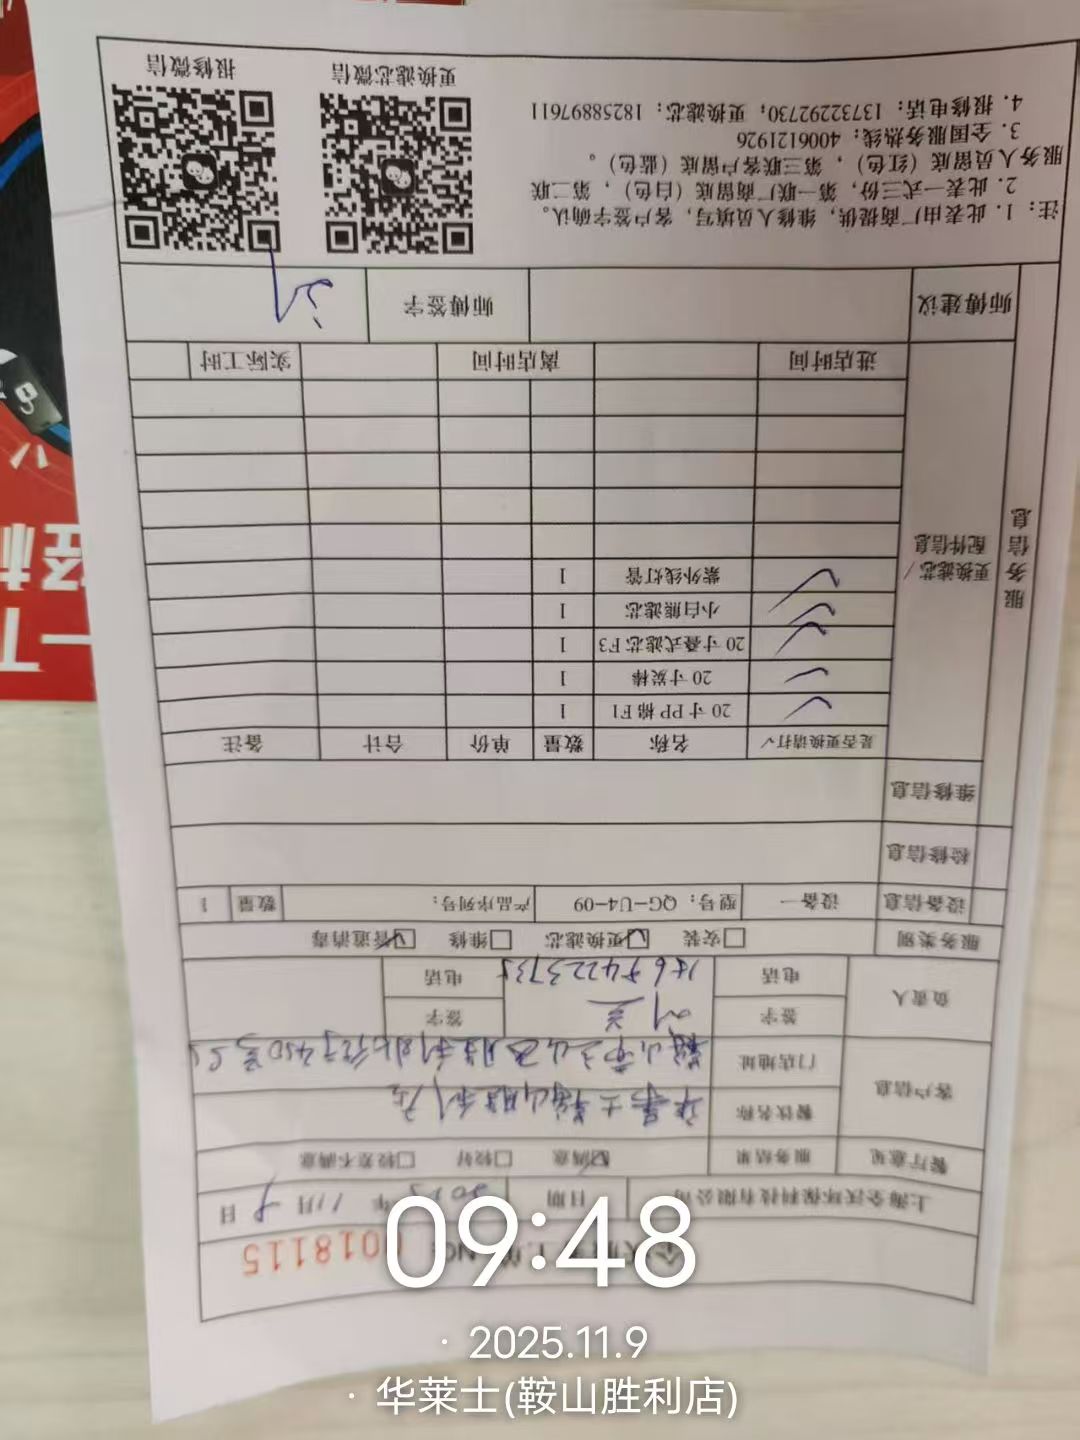 0018115
上海全沃环保科技有限公司 日期 2025年 11月 9日
餐厅意见 服务结果 ☑满意 □较好 □较差不满意
客户信息 餐饮名称 华莱士鞍山胜利店
门店地址 鞍山市立山区胜利北行子450号
负责人 签字 签字
电话 电话
服务类别 □安装 ☑更换滤芯 □维修 ☑管道消毒
设备信息 设备一 型号：QG-U4-09 产品序列号： 数量 1
检修信息
维修信息
服务信息
更换滤芯/配件信息
是否更换请打√ 名称 数量 单价 合计 备注
✓ 20寸PP棉F1 1
✓ 20寸炭棒 1
✓ 20寸叠式滤芯F3 1
✓ 小白熊滤芯 1
✓ 紫外线灯管 1
进店时间 离店时间 实际工时
师傅建议 师傅签字
注：1. 此表由厂商提供，维修人员填写，客户签字确认。
2. 此表一式三份，第一联厂商留底（白色），第二联
服务人员留底（红色），第三联客户留底（蓝色）。
3. 全国服务热线：4006121926
4. 报修电话：13732292730；更换滤芯：18258897611
更换滤芯微信 报修微信
09:48
· 2025.11.9
· 华莱士(鞍山胜利店)